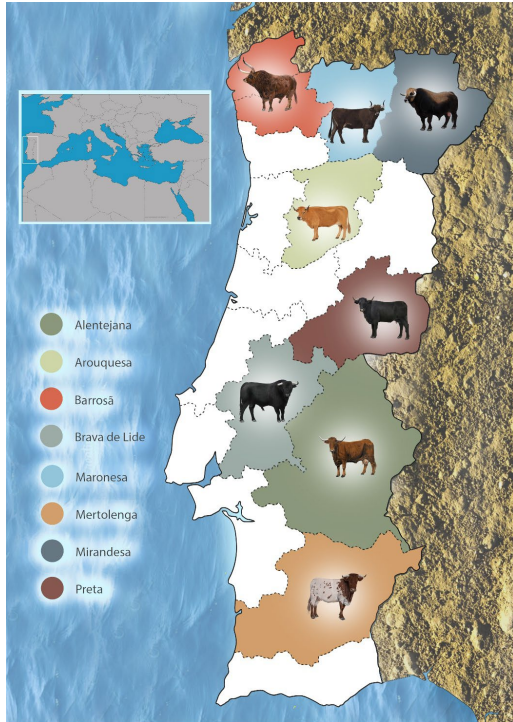 Alentejana
Arouquesa
Barrosã
Brava de Lide
Maronesa
Mertolenga
Mirandesa
Preta